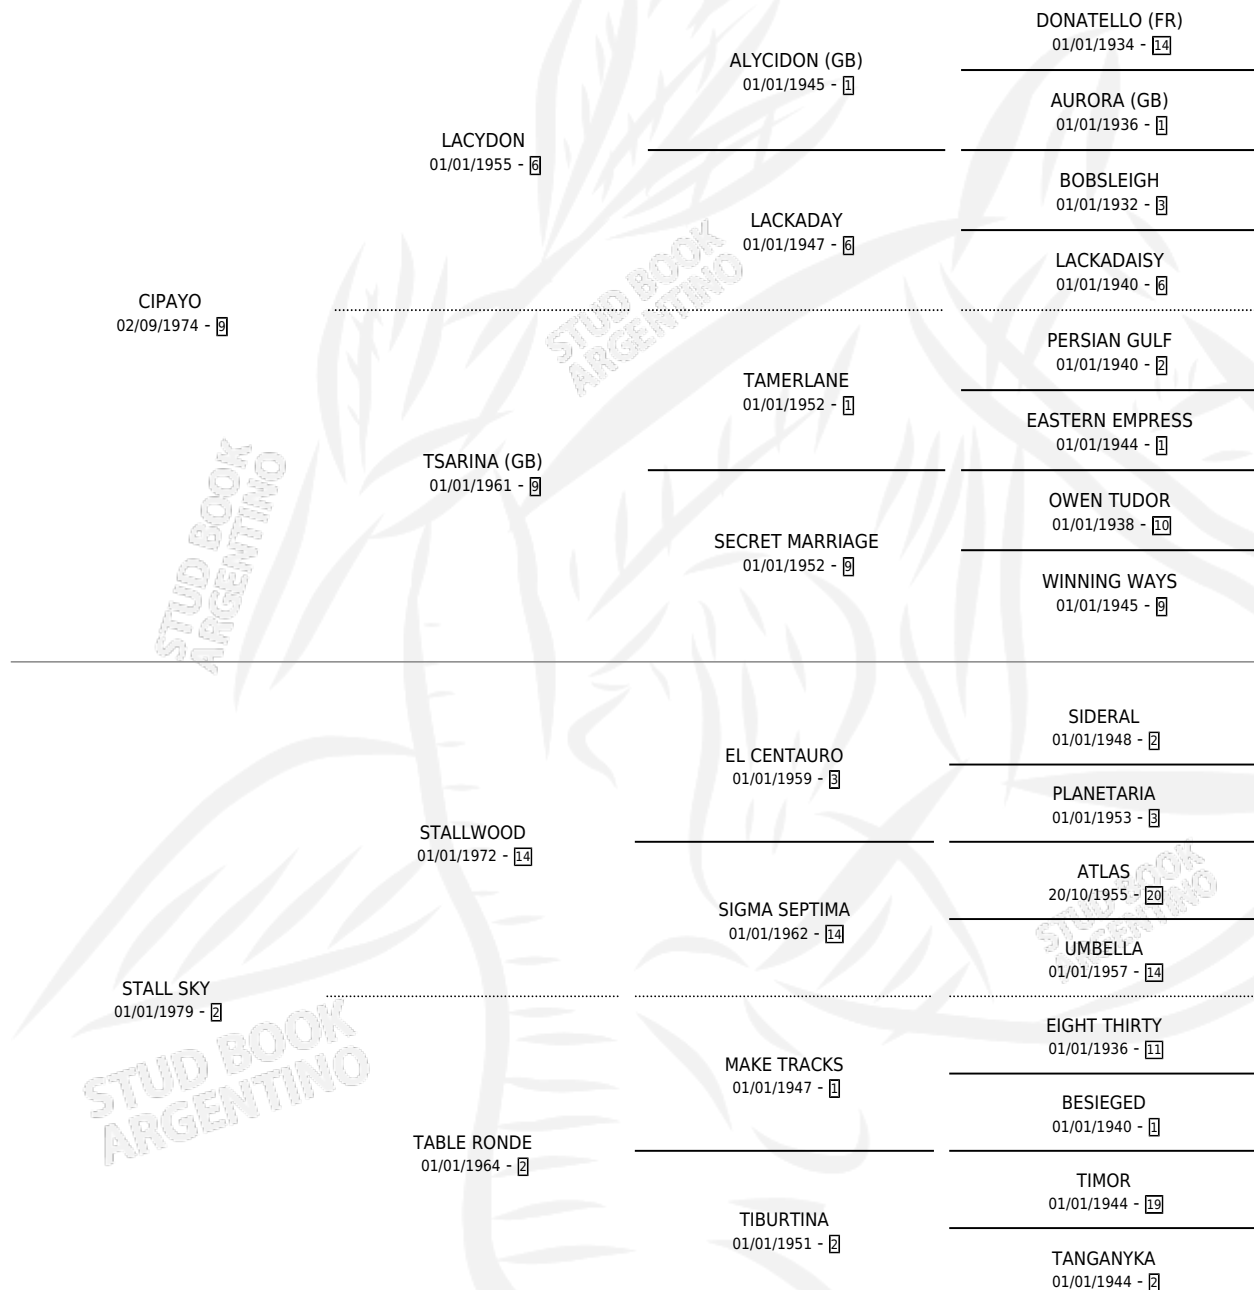 DONATELLO (FR)
01/01/1934 - 14
ALYCIDON (GB)
01/01/1945 - 1
AURORA (GB)
01/01/1936 - 1
LACYDON
01/01/1955 - 6
BOBSLEIGH
01/01/1932 - 3
LACKADAY
01/01/1947 - 6
LACKADAISY
01/01/1940 - 6
CIPAYO
02/09/1974 - 9
PERSIAN GULF
01/01/1940 - 2
TAMERLANE
01/01/1952 - 1
EASTERN EMPRESS
01/01/1944 - 1
TSARINA (GB)
01/01/1961 - 9
OWEN TUDOR
01/01/1938 - 10
SECRET MARRIAGE
01/01/1952 - 9
WINNING WAYS
01/01/1945 - 9
STUD BOOK
ARGENTINO
STUD BOOK
ARGENTINO
SIDERAL
01/01/1948 - 2
EL CENTAURO
01/01/1959 - 3
PLANETARIA
01/01/1953 - 3
STALLWOOD
01/01/1972 - 14
ATLAS
20/10/1955 - 20
SIGMA SEPTIMA
01/01/1962 - 14
UMBELLA
01/01/1957 - 14
STALL SKY
01/01/1979 - 2
EIGHT THIRTY
01/01/1936 - 11
MAKE TRACKS
01/01/1947 - 1
BESIEGED
01/01/1940 - 1
TABLE RONDE
01/01/1964 - 2
TIMOR
01/01/1944 - 19
TIBURTINA
01/01/1951 - 2
TANGANYKA
01/01/1944 - 2
STUD BOOK
ARGENTINO
STUD BOOK
ARGENTINO